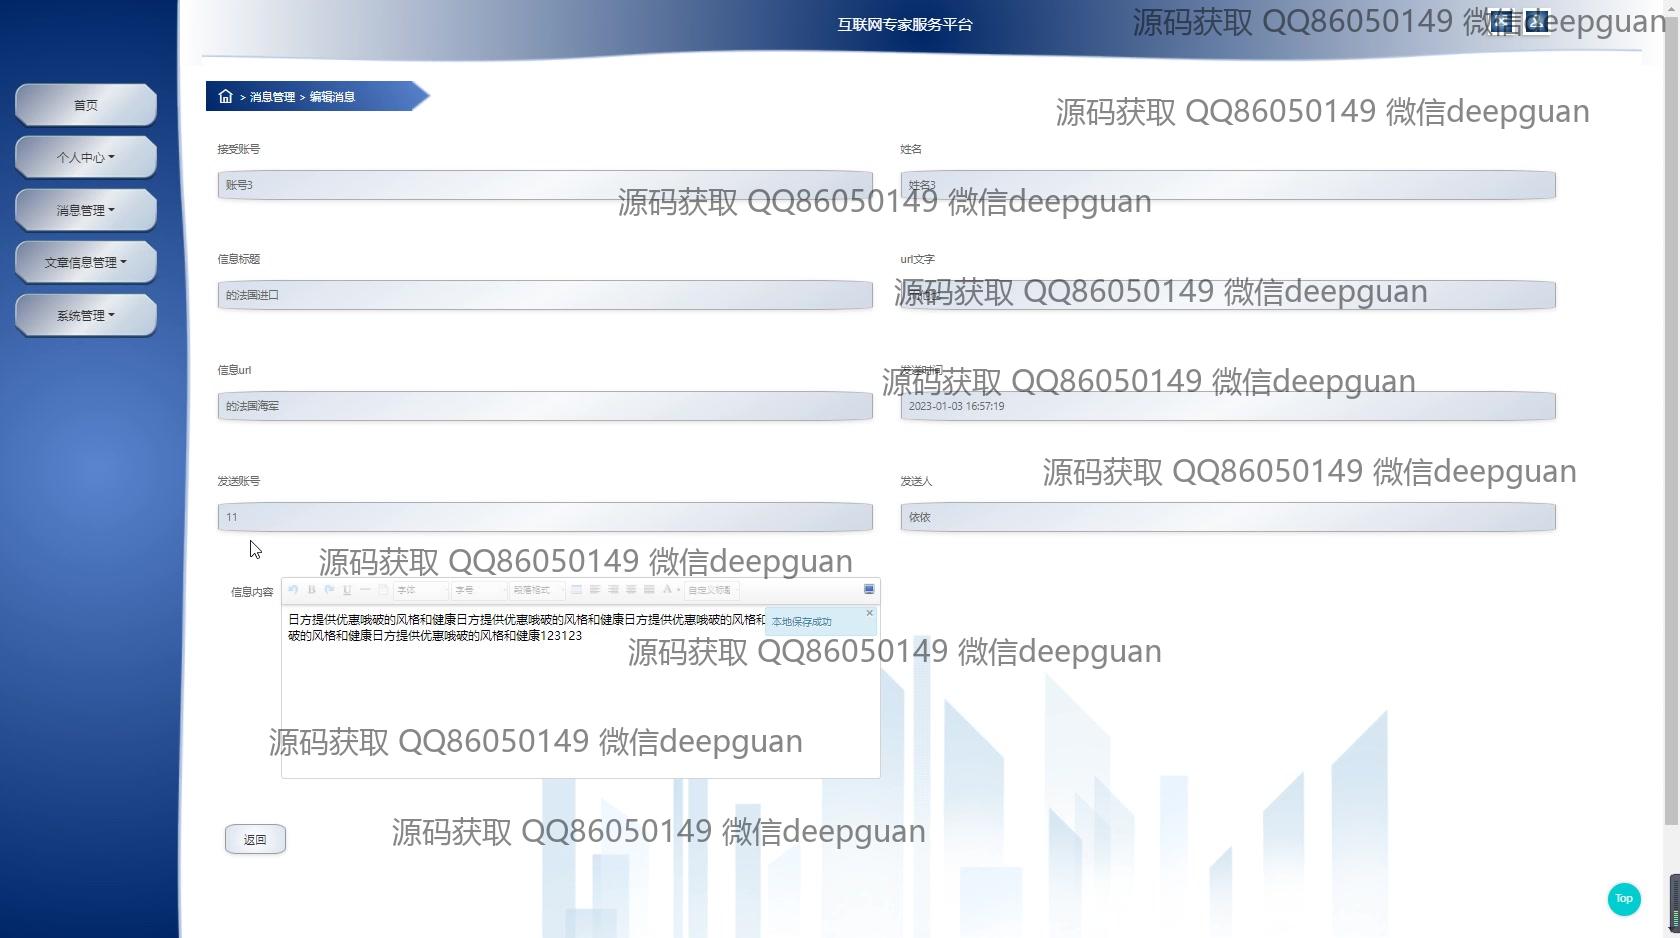 互联网专家服务平台
源码获取 QQ86050149 微信deepguan
首页
个人中心
消息管理
文章信息管理
系统管理
> 消息管理 > 编辑消息
源码获取 QQ86050149 微信deepguan
接受账号
姓名
账号3
姓名3
源码获取 QQ86050149 微信deepguan
信息标题
url文字
的法国进口
源码获取 QQ86050149 微信deepguan
信息url
发送时间
源码获取 QQ86050149 微信deepguan
的法国海军
2023-01-03 16:57:19
源码获取 QQ86050149 微信deepguan
发送账号
发送人
11
依依
源码获取 QQ86050149 微信deepguan
信息内容
B U 字体 字号 段落格式 A 自定义标题
日方提供优惠哦破的风格和健康日方提供优惠哦破的风格和健康日方提供优惠哦破的风格和
本地保存成功
破的风格和健康日方提供优惠哦破的风格和健康123123
源码获取 QQ86050149 微信deepguan
源码获取 QQ86050149 微信deepguan
源码获取 QQ86050149 微信deepguan
返回
Top